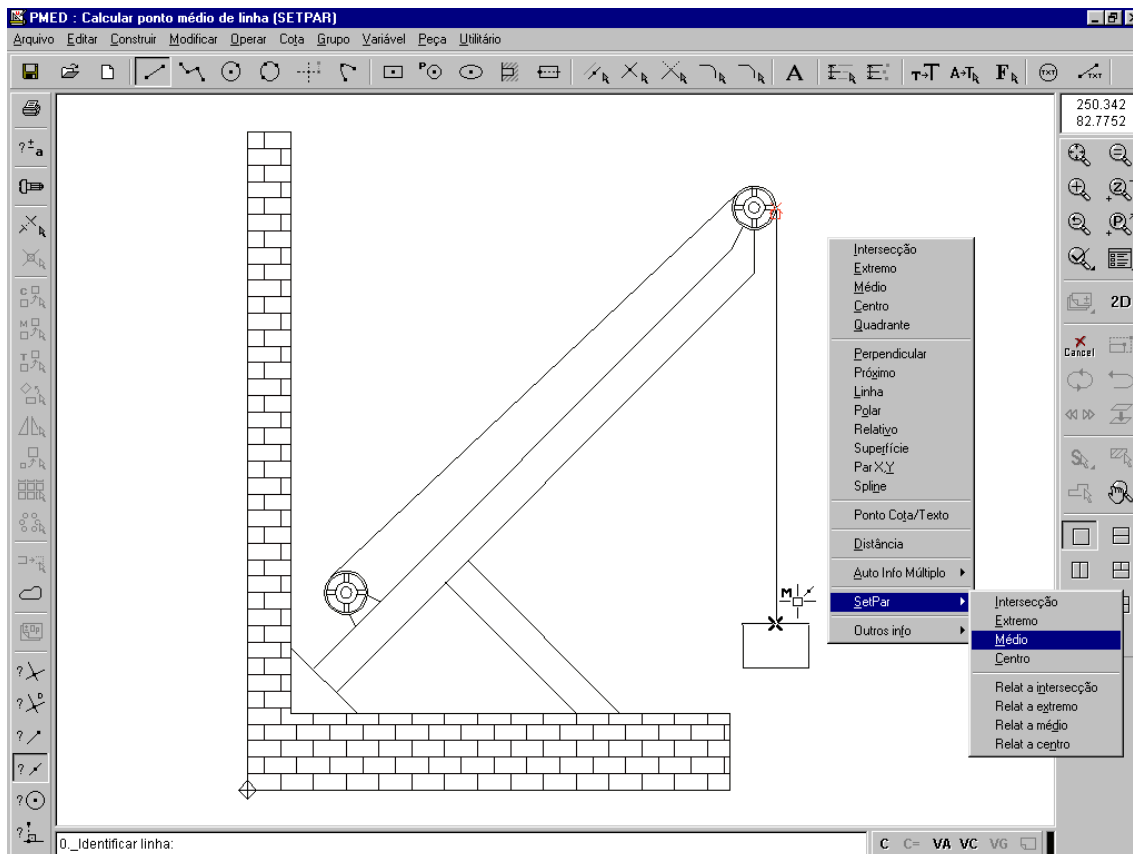 PMED : Calcular ponto médio de linha (SETPAR)
Arquivo Editar Construir Modificar Operar Cota Grupo Variável Peça Utilitário
P A T→T A→T F TXT TXT
250.342
82.7752
?±a
C
M
T
Z
P
2D
Cancel
S
Intersecção
Extremo
Médio
Centro
Quadrante
Perpendicular
Próximo
Linha
Polar
Relativo
Superfície
Par X,Y
Spline
Ponto Cota/Texto
Distância
Auto Info Múltiplo
SetPar
Outros info
Intersecção
Extremo
Médio
Centro
Relat a intersecção
Relat a extremo
Relat a médio
Relat a centro
M
±Op
?
? D
?
?
?
?
0._Identificar linha:
C C= VA VC VG